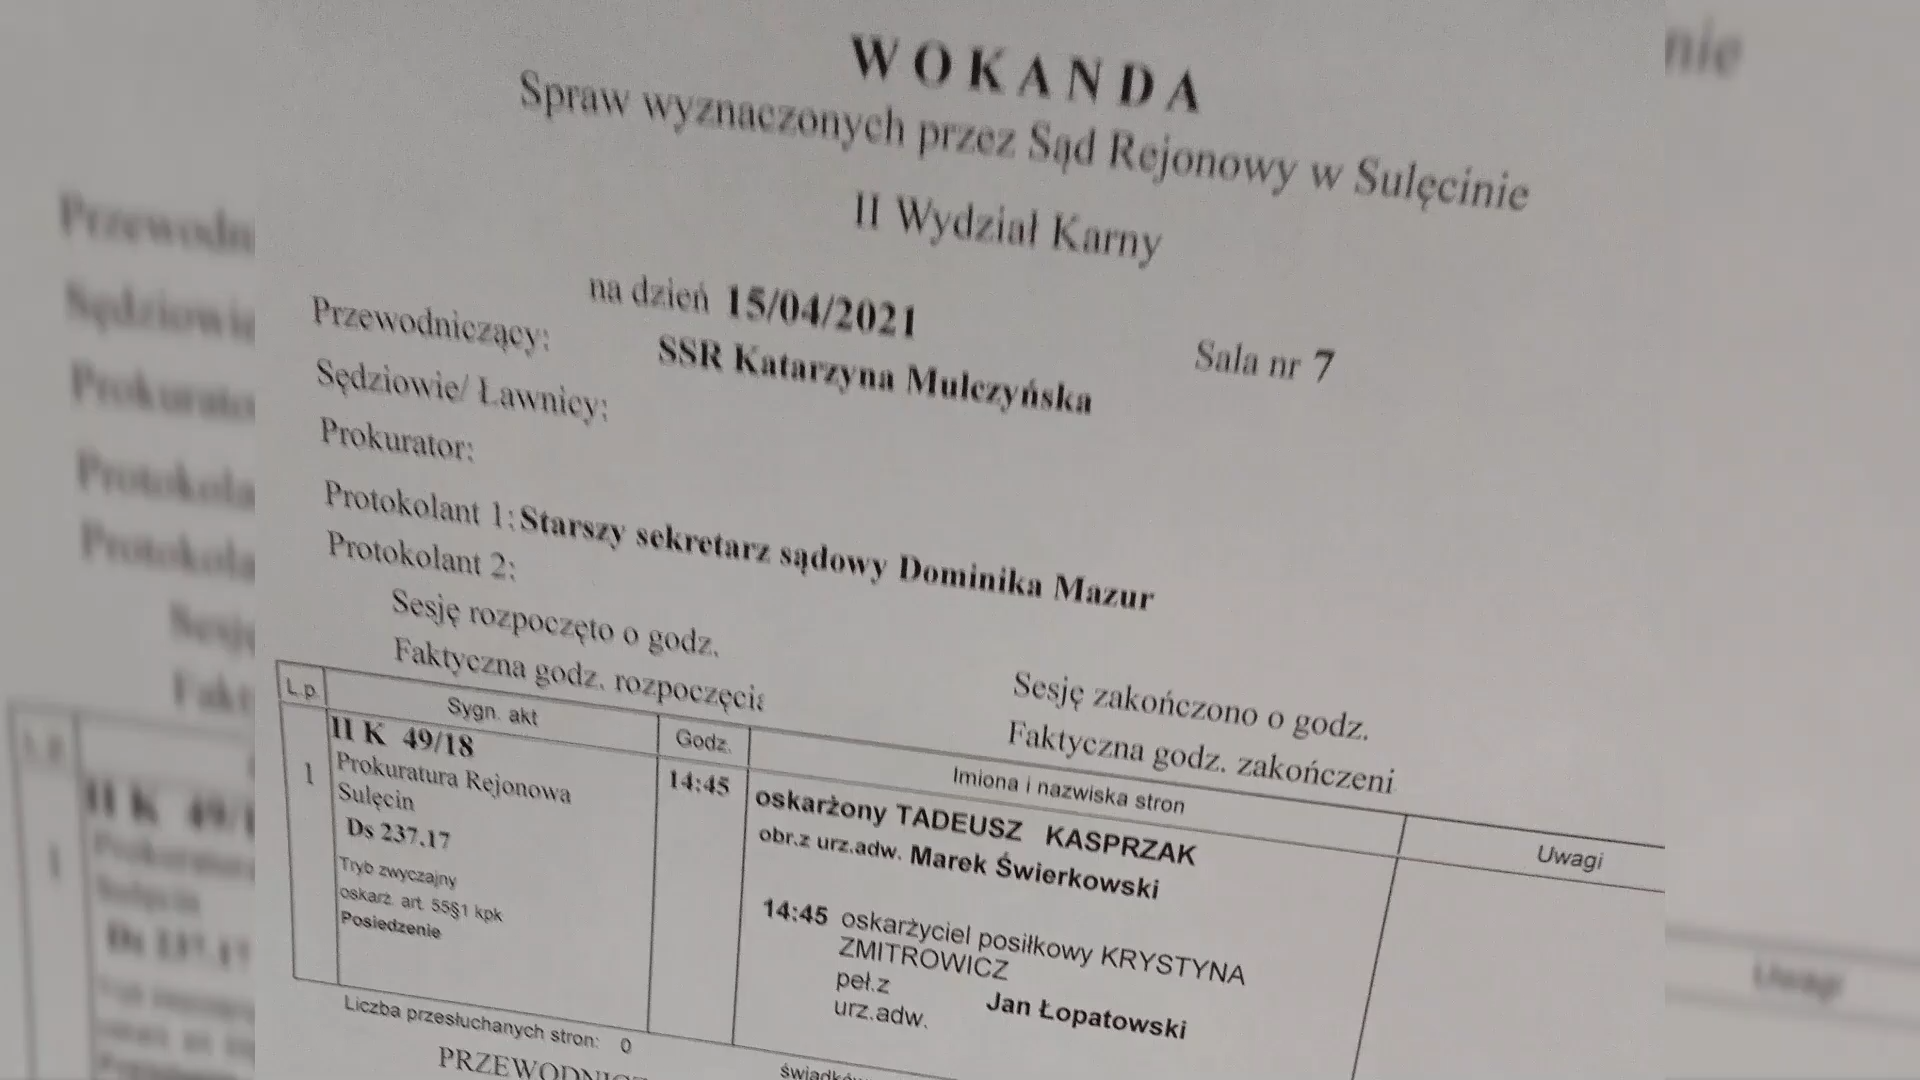 WOKANDA
Spraw wyznaczonych przez Sąd Rejonowy w Sulęcinie
II Wydział Karny
na dzień 15/04/2021
Sala nr 7
Przewodniczący:
SSR Katarzyna Mulczyńska
Sędziowie/ Ławnicy:
Prokurator:
Protokolant 1: Starszy sekretarz sądowy Dominika Mazur
Protokolant 2:
Sesję rozpoczęto o godz.
Sesję zakończono o godz.
Faktyczna godz. rozpoczęcia
Faktyczna godz. zakończeni
L.p.
Sygn. akt
Godz.
Imiona i nazwiska stron
Uwagi
1
II K 49/18
Prokuratura Rejonowa
Sulęcin
Ds 237.17
Tryb zwyczajny
oskarż. art. 55§1 kpk
Posiedzenie
14:45
oskarżony TADEUSZ KASPRZAK
obr.z urz.adw. Marek Świerkowski
14:45 oskarżyciel posiłkowy KRYSTYNA
ZMITROWICZ
peł.z
urz.adw.
Jan Łopatowski
Liczba przesłuchanych stron: 0